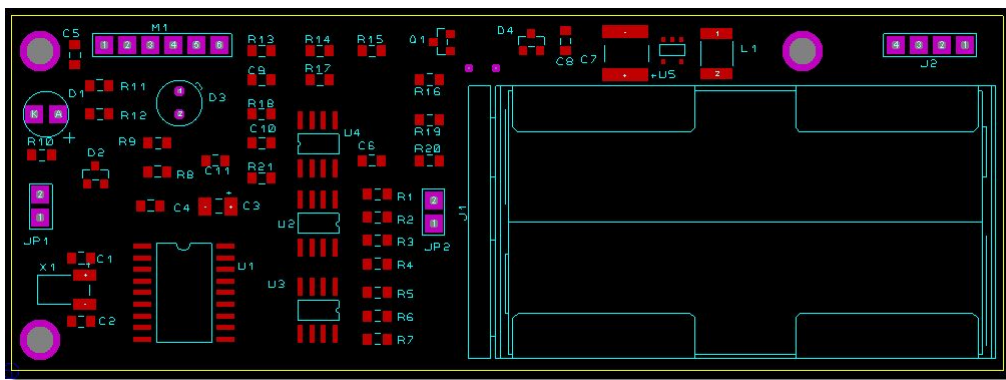 C5
M1
1 2 3 4 5 6
R13
R14
R15
Q1
D4
C8
C7
U5
L1
1
2
4 3 2 1
J2
D1
K A
R11
R12
1
2
D3
C9
R17
R16
R18
C10
R19
R20
R10
R9
U4
C6
D2
R8
C11
R21
2
1
JP1
C4
C3
R1
R2
R3
R4
R5
R6
R7
2
1
JP2
J1
U2
U1
U3
X1
C1
C2